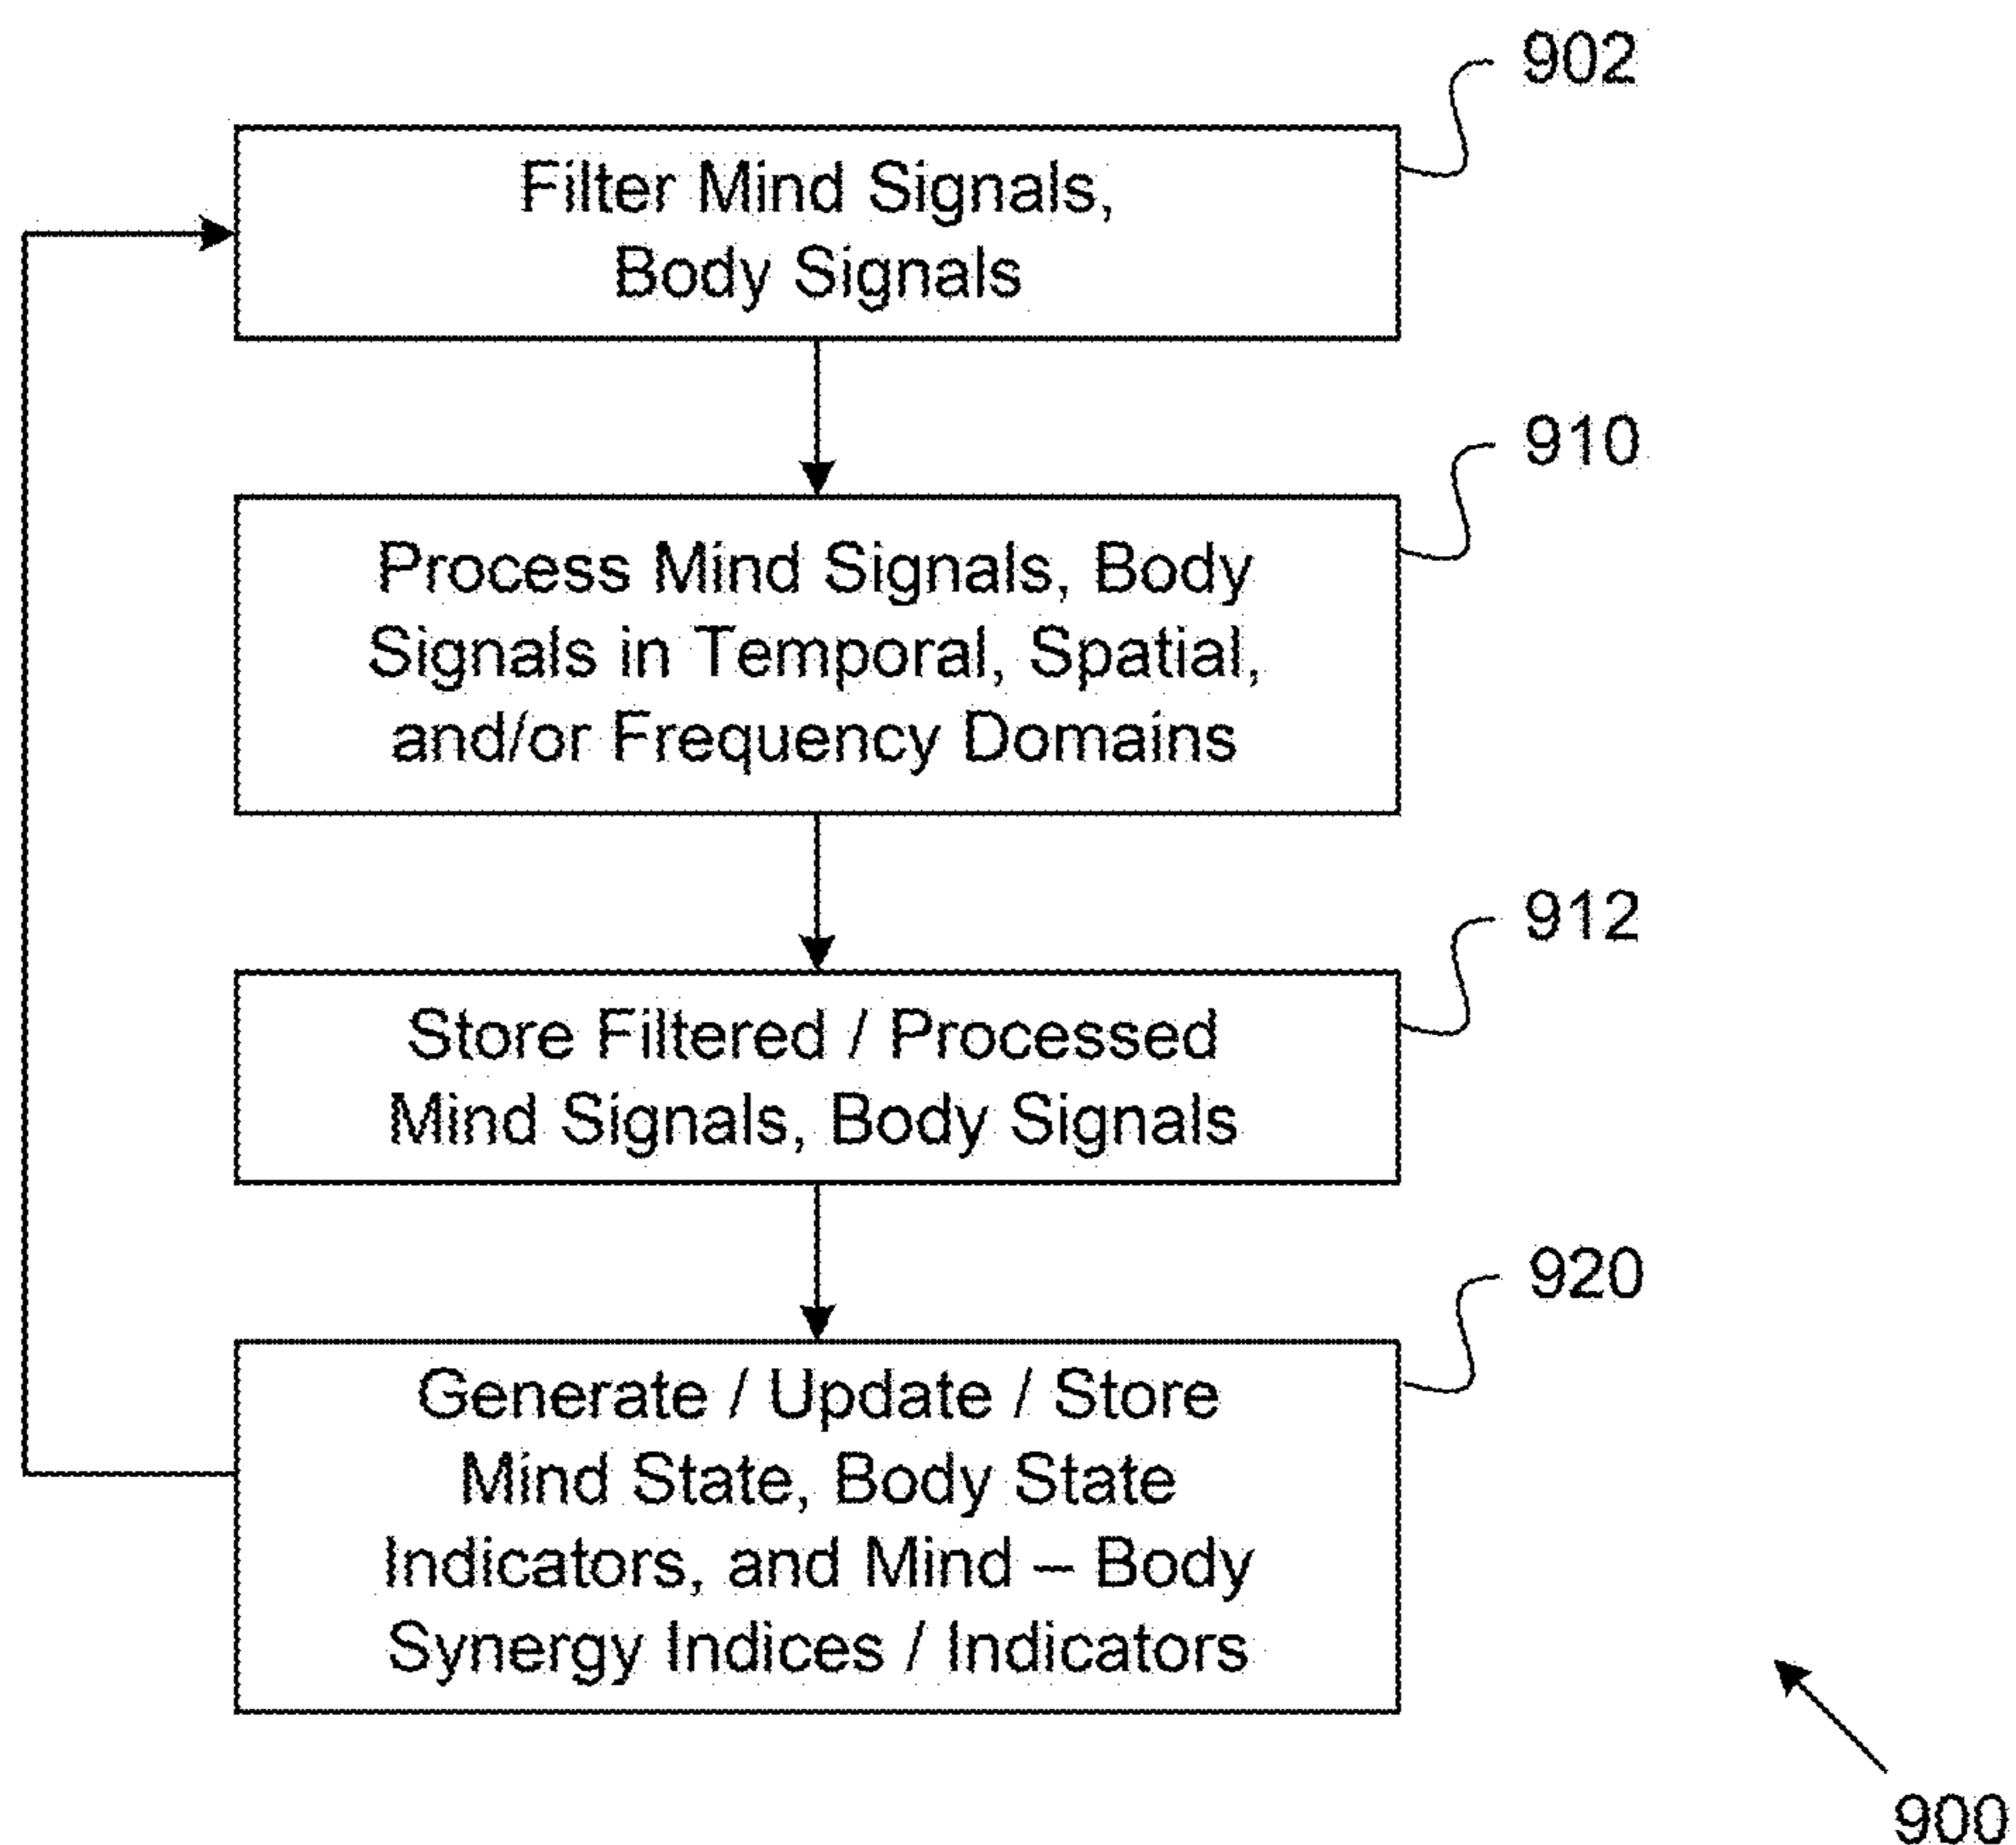 902
Filter Mind Signals,
Body Signals
910
Process Mind Signals, Body
Signals in Temporal, Spatial,
and/or Frequency Domains
912
Store Filtered / Processed
Mind Signals, Body Signals
920
Generate / Update / Store
Mind State, Body State
Indicators, and Mind – Body
Synergy Indices / Indicators
900